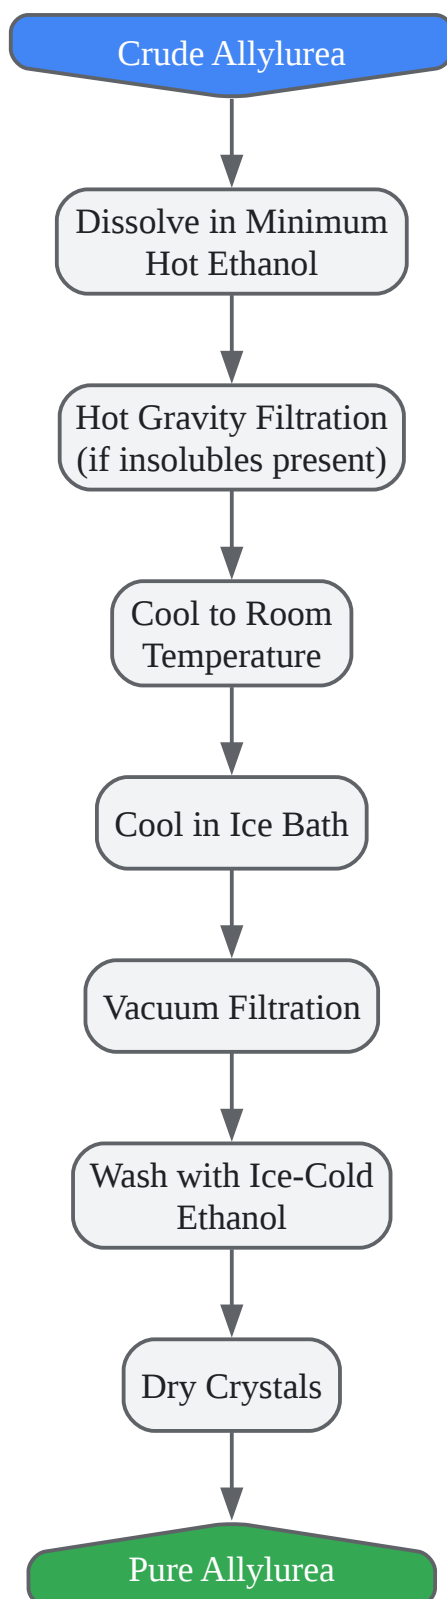 Crude Allylurea
Dissolve in Minimum
Hot Ethanol
Hot Gravity Filtration
(if insolubles present)
Cool to Room
Temperature
Cool in Ice Bath
Vacuum Filtration
Wash with Ice-Cold
Ethanol
Dry Crystals
Pure Allylurea